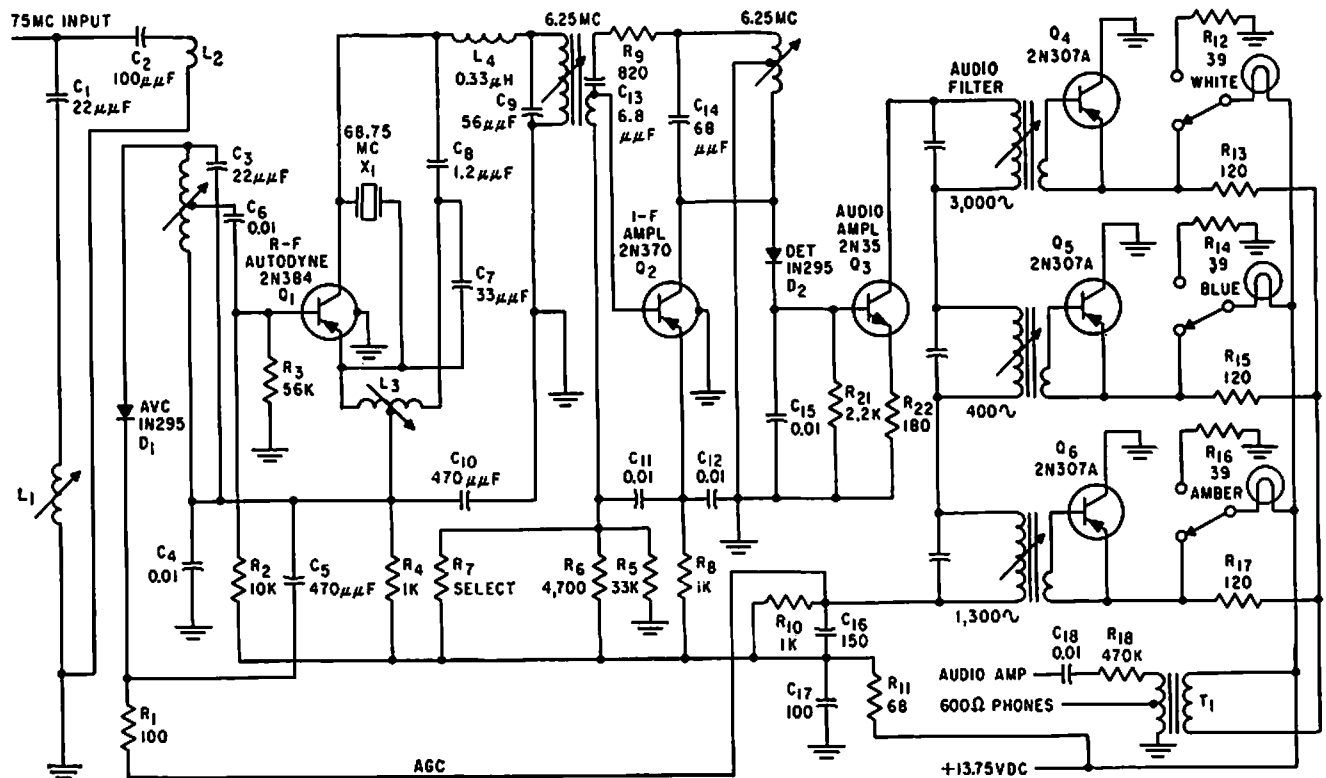 75MC INPUT
C2
100μμF
L2
C1
22μμF
C3
22μμF
C6
0.01
R-F
AUTODYNE
2N384
Q1
R3
56K
AVC
1N295
D1
L1
C4
0.01
R2
10K
C5
470μμF
R1
100
L4
0.33μH
C9
56μμF
68.75
MC
X1
C8
1.2μμF
C7
33μμF
L3
C10
470μμF
R4
1K
R7
SELECT
6.25MC
R9
820
C13
6.8
μμF
C14
68
μμF
I-F
AMPL
2N370
Q2
C11
0.01
C12
0.01
R6
4,700
R5
33K
R8
1K
6.25MC
DET
1N295
D2
AUDIO
AMPL
2N35
Q3
C15
0.01
R21
2.2K
R22
180
R10
1K
C16
150
C17
100
R11
68
AGC
AUDIO
FILTER
3,000~
400~
1,300~
Q4
2N307A
R12
39
WHITE
R13
120
Q5
2N307A
R14
39
BLUE
R15
120
Q6
2N307A
R16
39
AMBER
R17
120
C18
0.01
R18
470K
AUDIO AMP
600Ω PHONES
T1
+13.75VDC